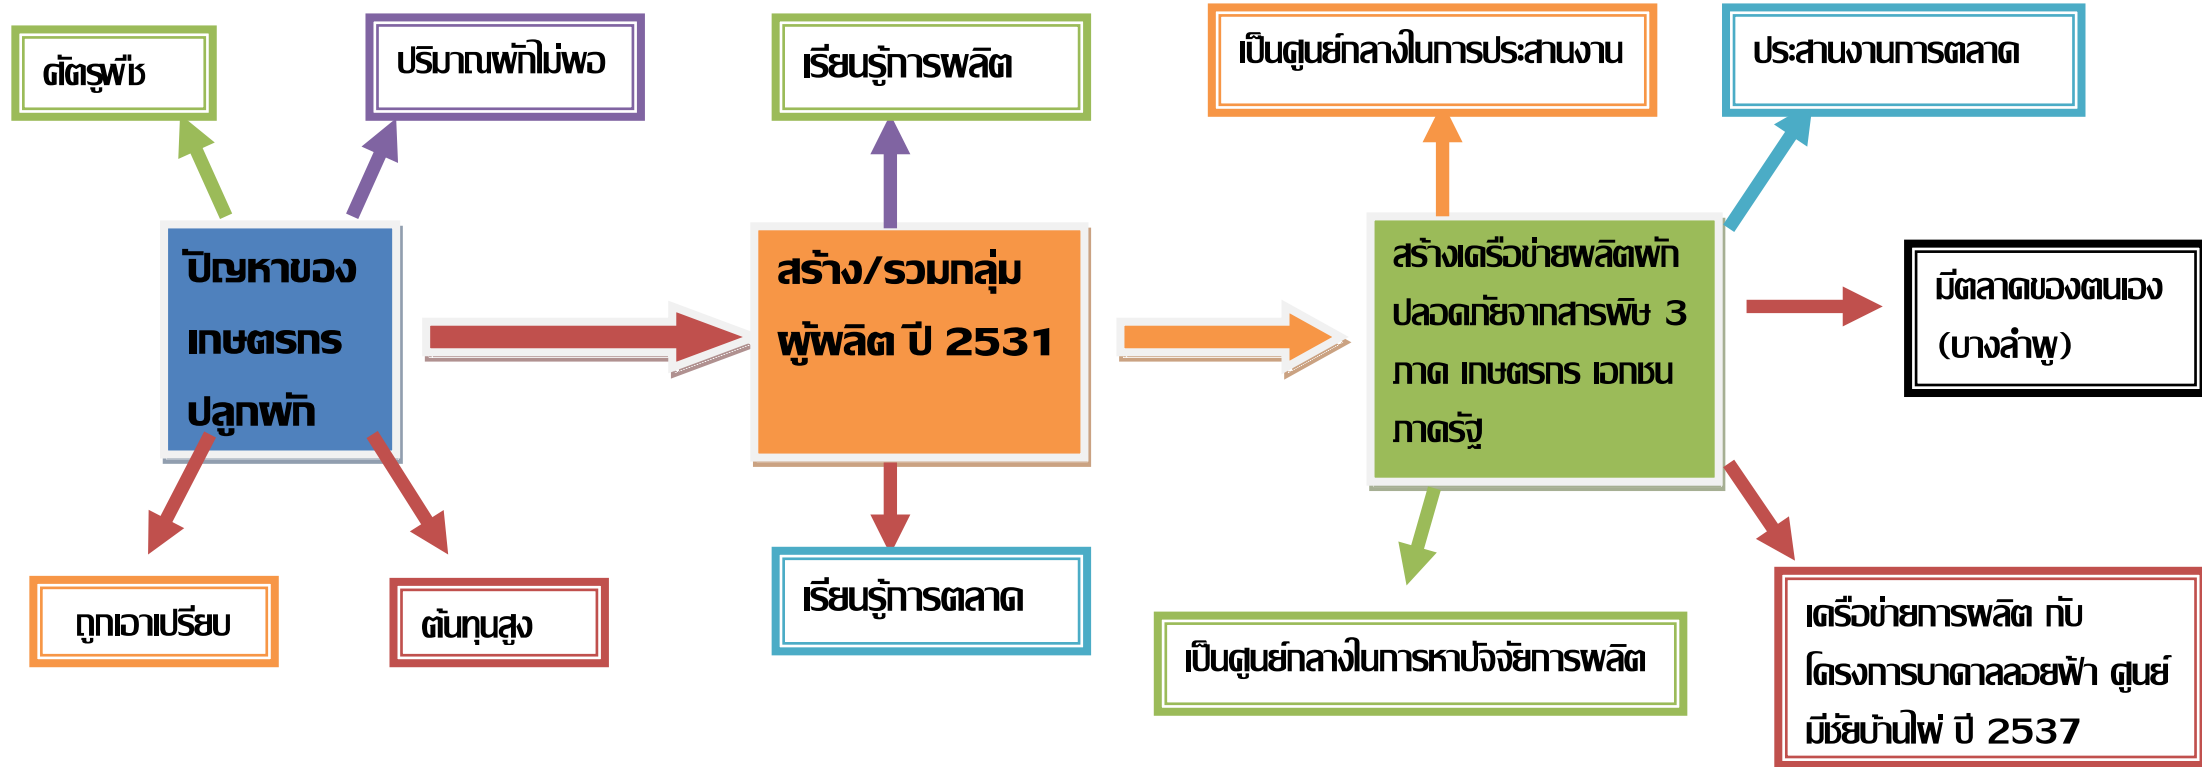 ศัตรูพืช
ปริมาณผักไม่พอ
เรียนรู้การผลิต
เป็นศูนย์กลางในการประสานงาน
ประสานงานการตลาด
ปัญหาของ
เกษตรกร
ปลูกผัก
สร้าง/รวมกลุ่ม
ผู้ผลิต ปี 2531
สร้างเครือข่ายผลิตผัก
ปลอดภัยจากสารพิษ 3
ภาค เกษตรกร เอกชน
ภาครัฐ
มีตลาดของตนเอง
(บางลำพู)
ถูกเอาเปรียบ
ต้นทุนสูง
เรียนรู้การตลาด
เป็นศูนย์กลางในการหาปัจจัยการผลิต
เครือข่ายการผลิต กับ
โครงการบาดาลลอยฟ้า ศูนย์
มีชัยบ้านไผ่ ปี 2537